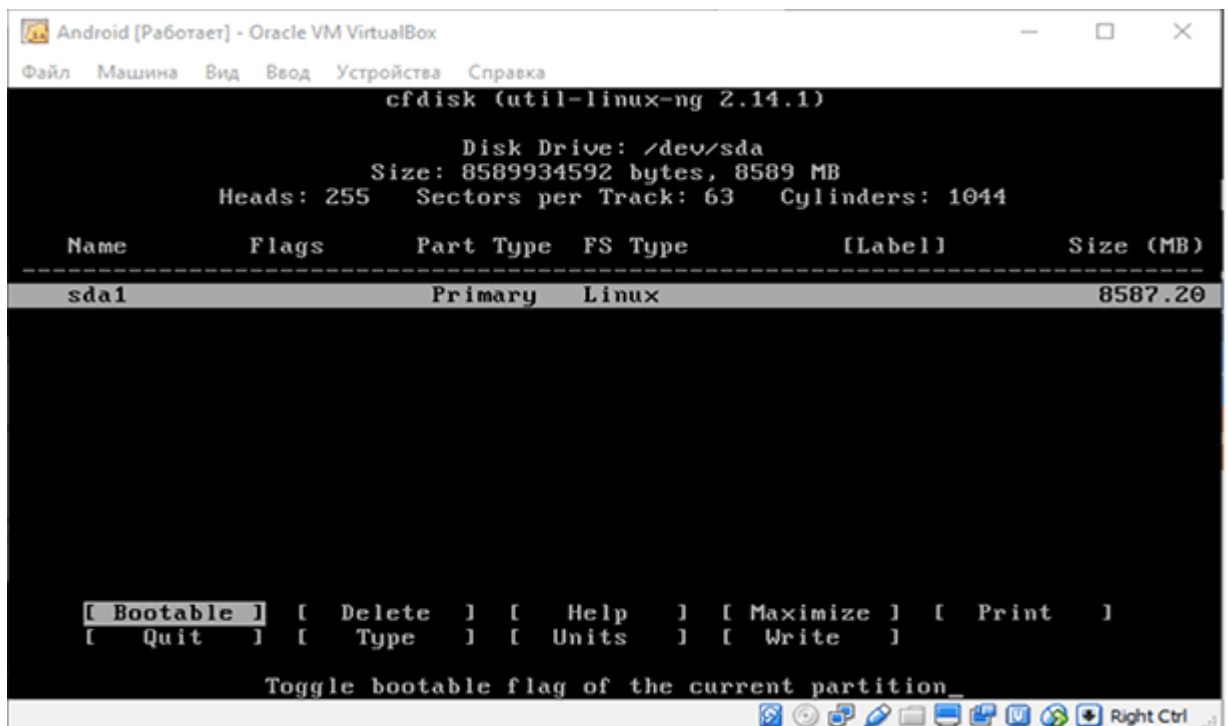 Android [Работает] - Oracle VM VirtualBox
Файл Машина Вид Ввод Устройства Справка
cfdisk (util-linux-ng 2.14.1)
Disk Drive: /dev/sda
Size: 8589934592 bytes, 8589 MB
Heads: 255 Sectors per Track: 63 Cylinders: 1044
Name Flags Part Type FS Type [Label] Size (MB)
sda1 Primary Linux 8587.20
[ Bootable ] [ Delete ] [ Help ] [ Maximize ] [ Print ]
[ Quit ] [ Type ] [ Units ] [ Write ]
Toggle bootable flag of the current partition_
Right Ctrl